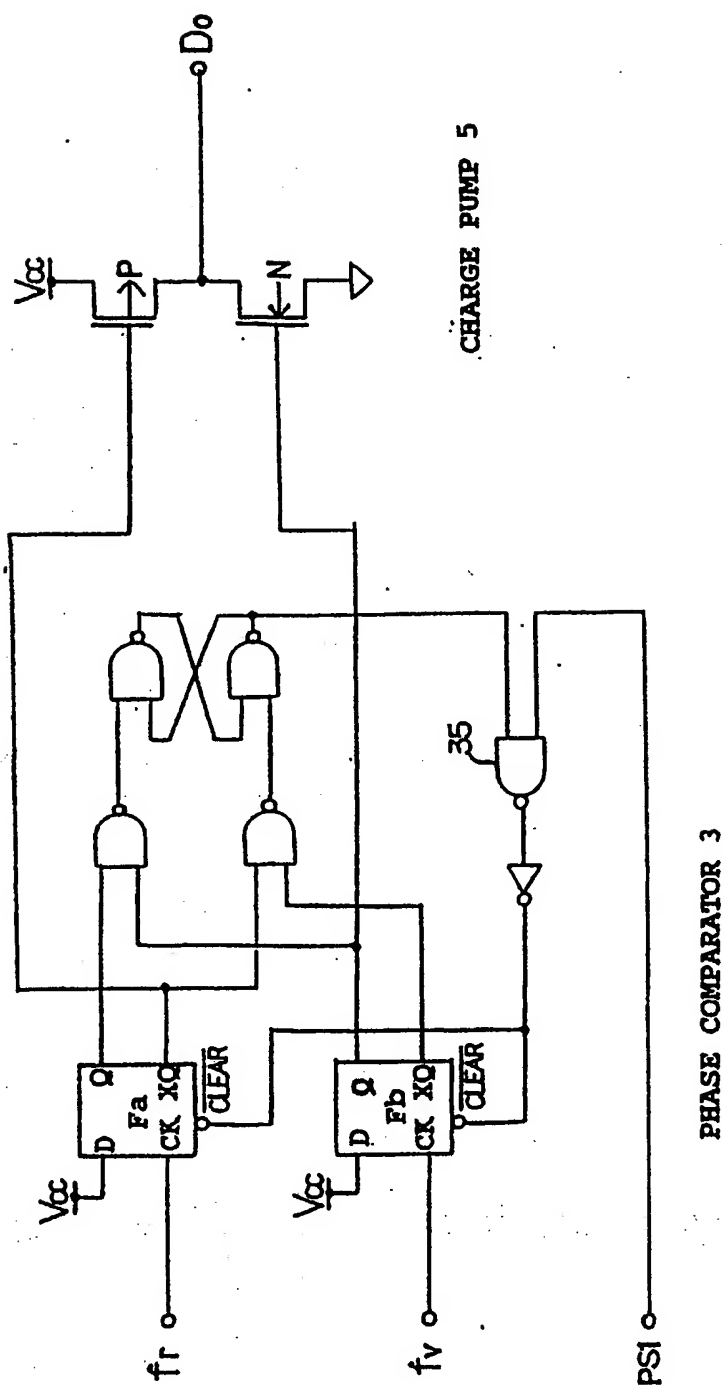 Vcc
P
Do
N
CHARGE PUMP 5
35
Vcc
D Q
Fa
CK XQ
CLEAR
fr
Vcc
D Q
Fb
CK XQ
CLEAR
fv
PS1
PHASE COMPARATOR 3